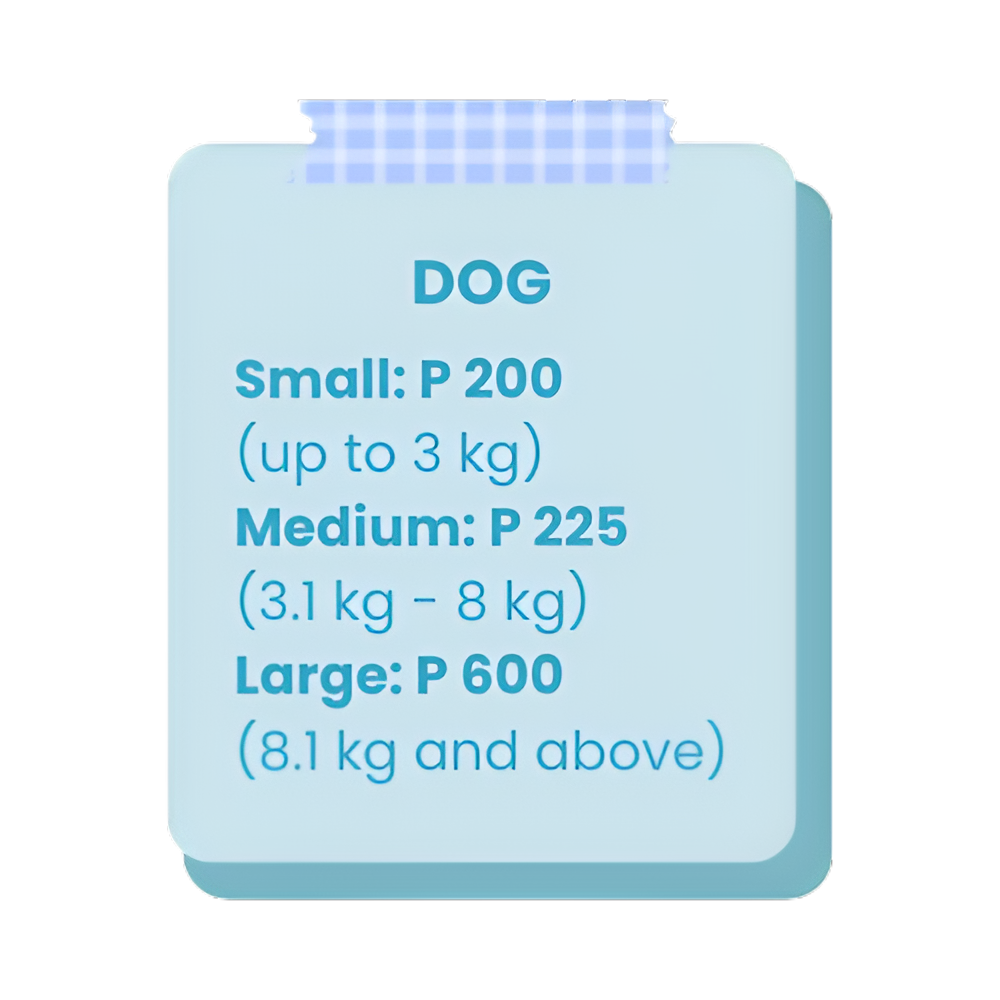 DOG
Small: P 200
(up to 3 kg)
Medium: P 225
(3.1 kg - 8 kg)
Large: P 600
(8.1 kg and above)